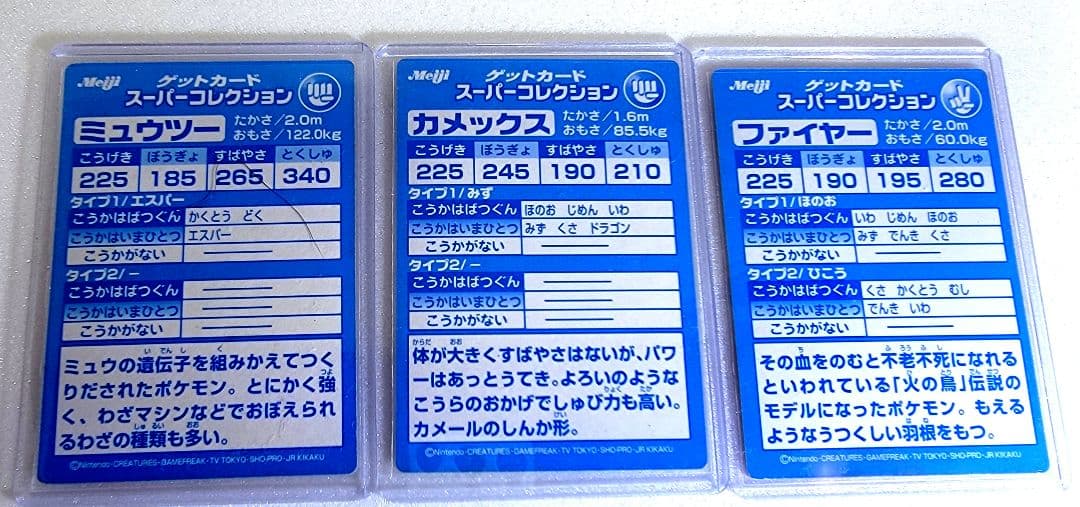 Meiji
ゲットカード
スーパーコレクション
ミュウツー
たかさ/2.0m
おもさ/122.0kg
こうげき ぼうぎょ すばやさ とくしゅ
225 185 265 340
タイプ1/エスパー
こうかはばつぐん かくとう どく
こうかはいまひとつ エスパー
こうかがない ―
タイプ2/－
こうかはばつぐん ―
こうかはいまひとつ ―
こうかがない ―
ミュウの遺伝子を組みかえてつく
りだされたポケモン。とにかく強
く、わざマシンなどでおぼえられ
るわざの種類も多い。
©Nintendo・CREATURES・GAMEFREAK・TV TOKYO・SHO-PRO・JR KIKAKU
Meiji
ゲットカード
スーパーコレクション
カメックス
たかさ/1.6m
おもさ/85.5kg
こうげき ぼうぎょ すばやさ とくしゅ
225 245 190 210
タイプ1/みず
こうかはばつぐん ほのお じめん いわ
こうかはいまひとつ みず くさ ドラゴン
こうかがない ―
タイプ2/－
こうかはばつぐん ―
こうかはいまひとつ ―
こうかがない ―
体が大きくすばやさはないが、パワ
ーはあっとうてき。よろいのような
こうらのおかげでしゅび力も高い。
カメールのしんか形。
©Nintendo・CREATURES・GAMEFREAK・TV TOKYO・SHO-PRO・JR KIKAKU
Meiji
ゲットカード
スーパーコレクション
ファイヤー
たかさ/2.0m
おもさ/60.0kg
こうげき ぼうぎょ すばやさ とくしゅ
225 190 195 280
タイプ1/ほのお
こうかはばつぐん いわ じめん ほのお
こうかはいまひとつ みず でんき くさ
こうかがない ―
タイプ2/ひこう
こうかはばつぐん くさ かくとう むし
こうかはいまひとつ でんき いわ
こうかがない ―
その血をのむと不老不死になれる
といわれている「火の鳥」伝説の
モデルになったポケモン。もえる
ようなうつくしい羽根をもつ。
©Nintendo・CREATURES・GAMEFREAK・TV TOKYO・SHO-PRO・JR KIKAKU